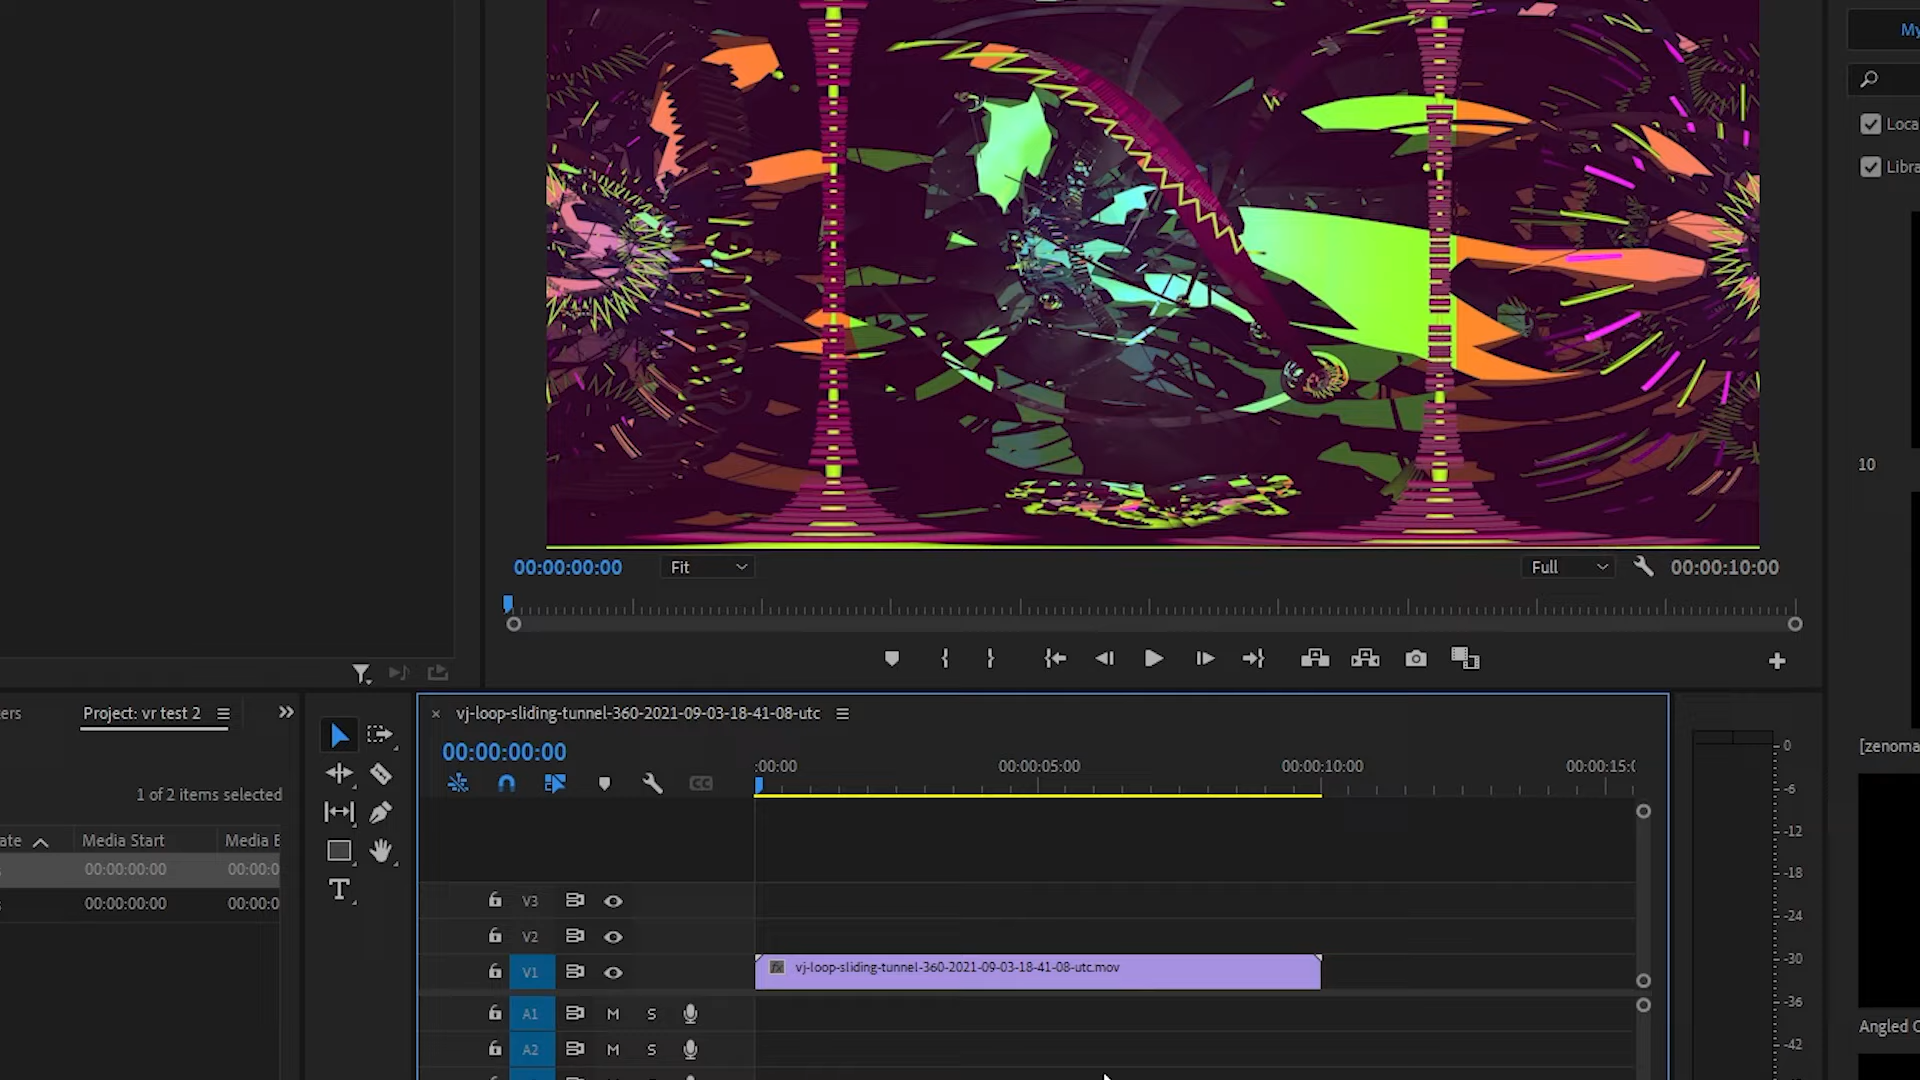 My
Loca
Libra
10
00:00:00:00 Fit Full 00:00:10:00
ers Project: vr test 2
vj-loop-sliding-tunnel-360-2021-09-03-18-41-08-utc
00:00:00:00
:00:00 00:00:05:00 00:00:10:00 00:00:15:0
CC
1 of 2 items selected
ate Media Start Media E
00:00:00:00 00:00:0
00:00:00:00 00:00:0
T
V3
V2
V1 fx vj-loop-sliding-tunnel-360-2021-09-03-18-41-08-utc.mov
A1 M S
A2 M S
0
-6
-12
-18
-24
-30
-36
-42
[zenoma
Angled C